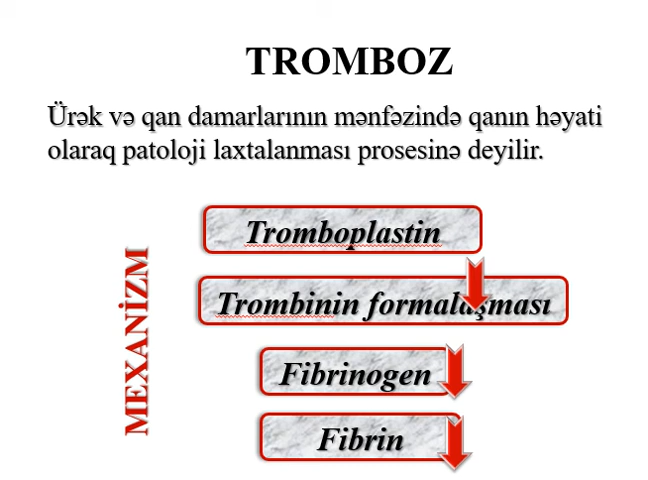 TROMBOZ
Ürək və qan damarlarının mənfəzində qanın həyati
olaraq patoloji laxtalanması prosesinə deyilir.
MEXANİZM
Tromboplastin
Trombinin formalaşması
Fibrinogen
Fibrin